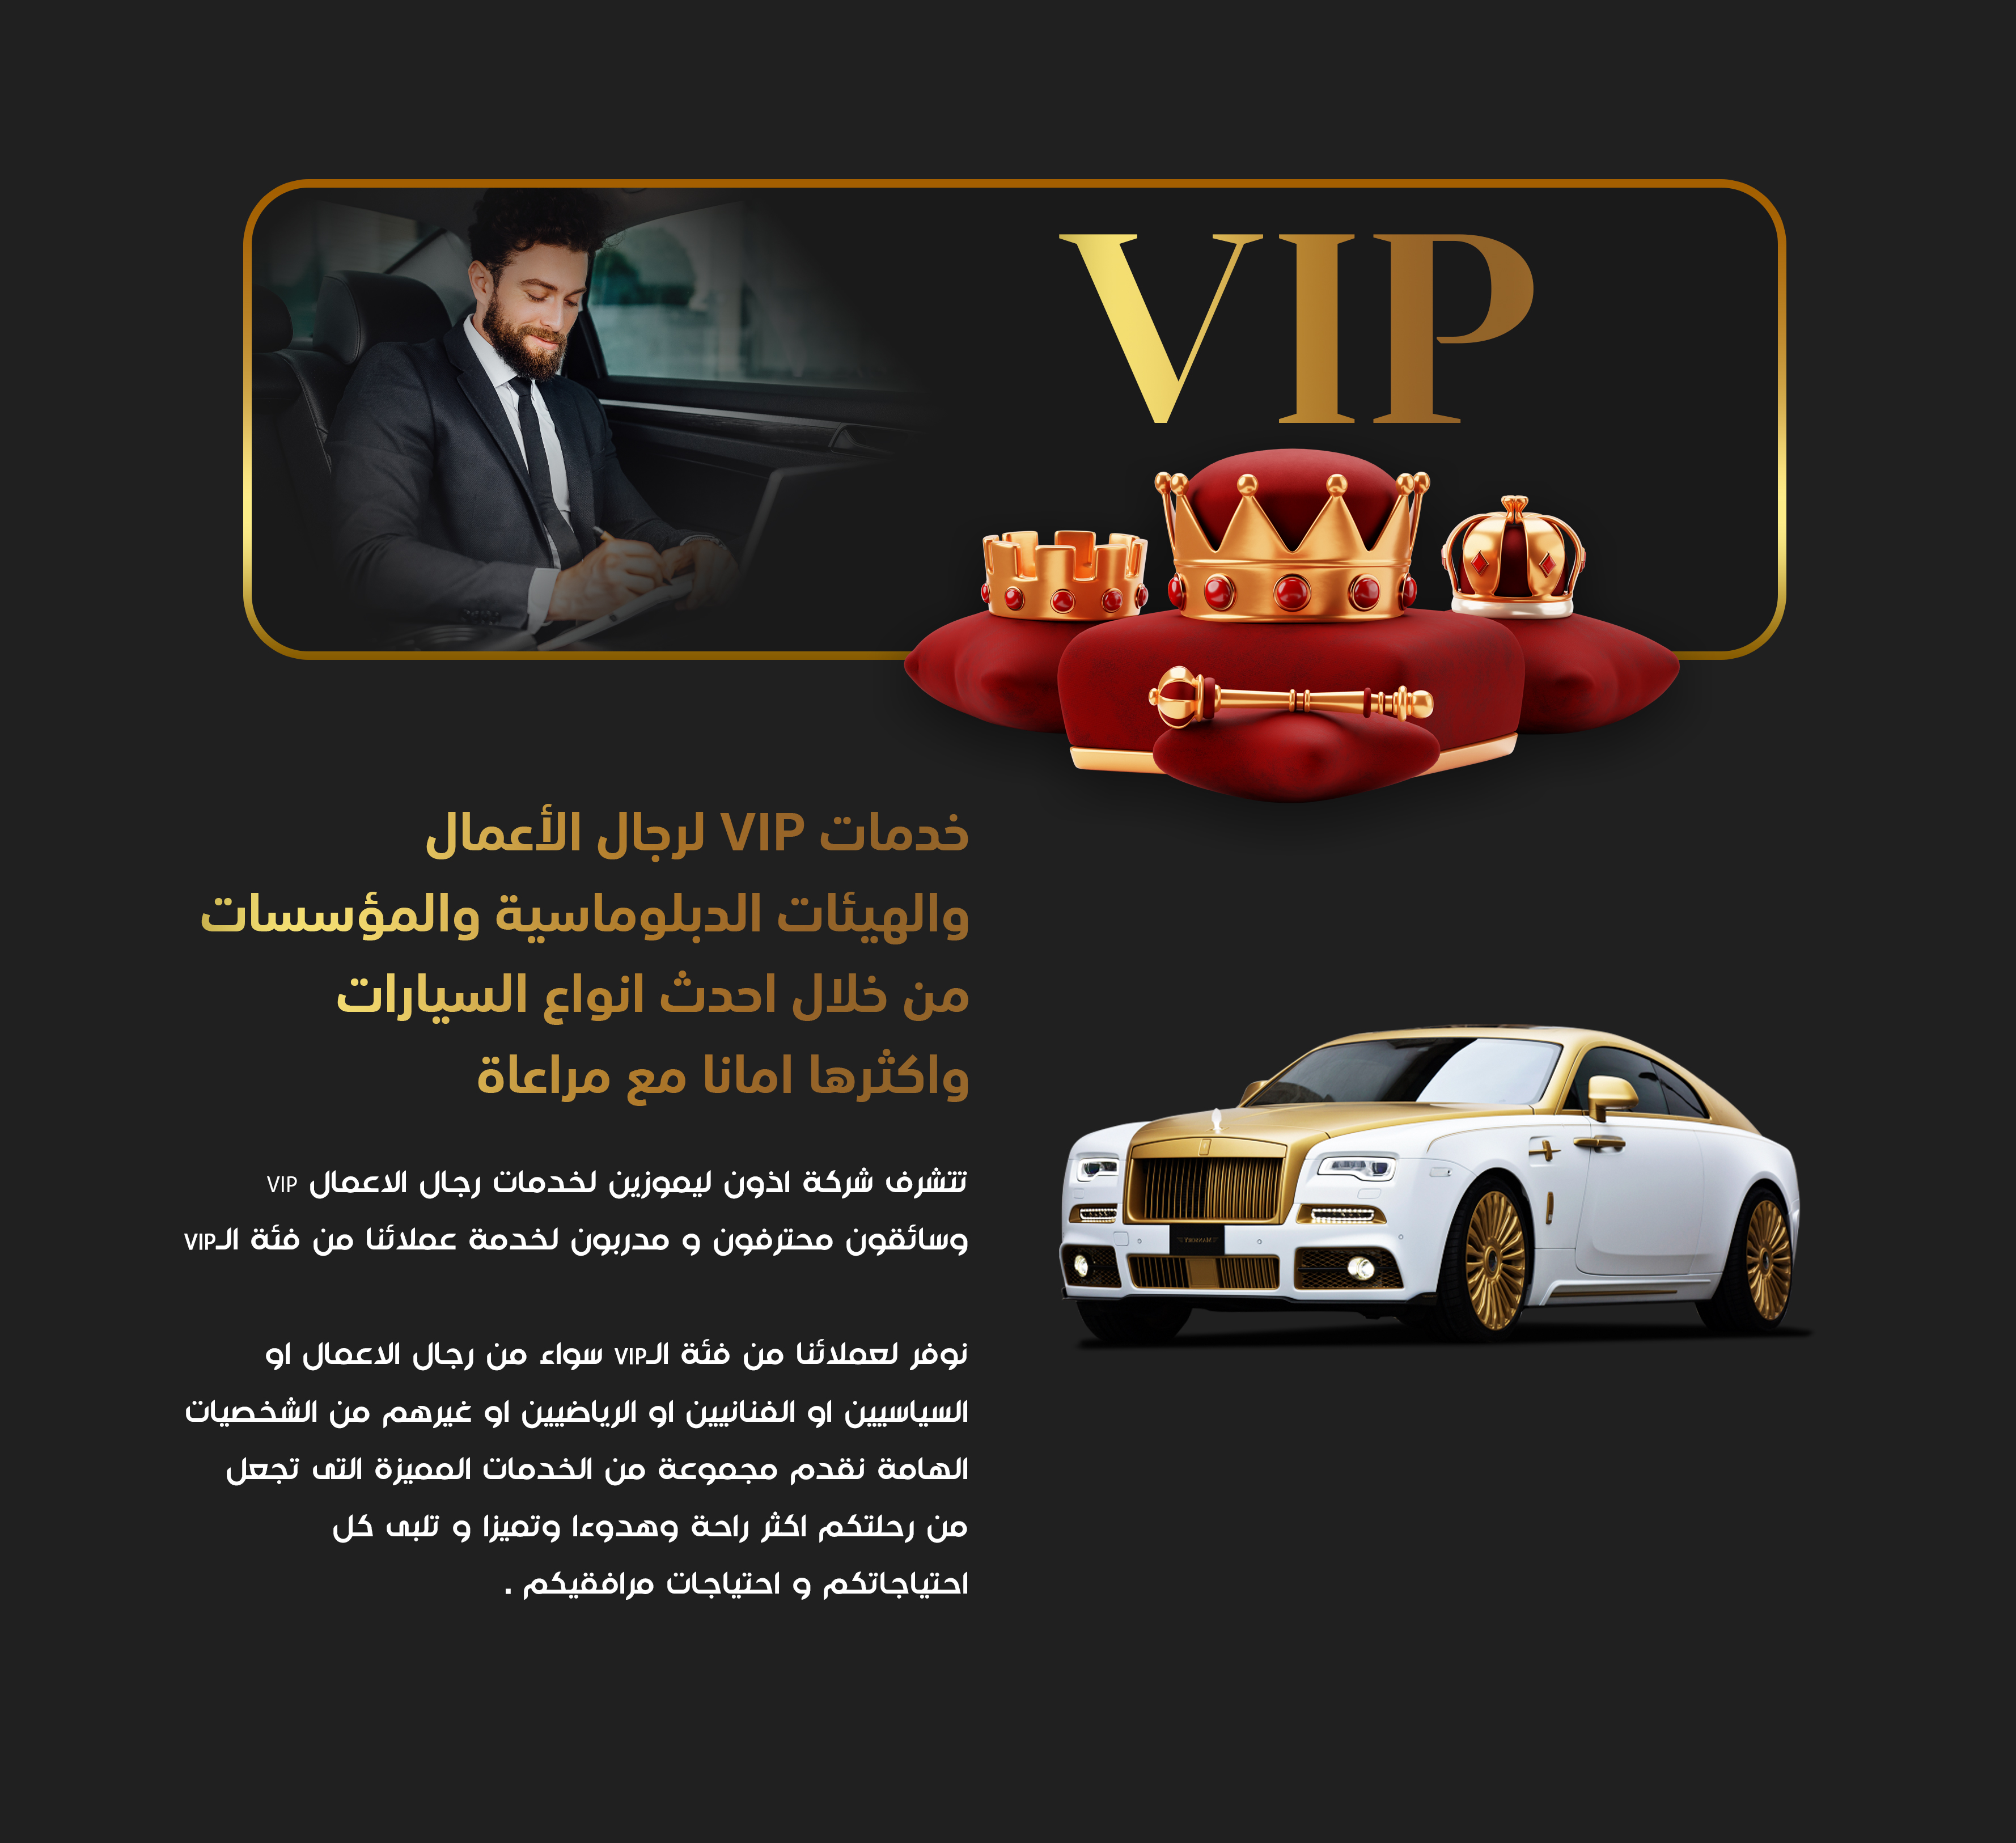 VIP
خدمات VIP لرجال الأعمال
والهيئات الدبلوماسية والمؤسسات
من خلال احدث انواع السيارات
واكثرها امانا مع مراعاة
تتشرف شركة اذون ليموزين لخدمات رجال الاعمال VIP
وسائقون محترفون و مدربون لخدمة عملائنا من فئة الـVIP
نوفر لعملائنا من فئة الـVIP سواء من رجال الاعمال او
السياسيين او الفنانيين او الرياضيين او غيرهم من الشخصيات
الهامة نقدم مجموعة من الخدمات المميزة التى تجعل
من رحلتكم اكثر راحة وهدوءا وتميزا و تلبى كل
احتياجاتكم و احتياجات مرافقيكم .